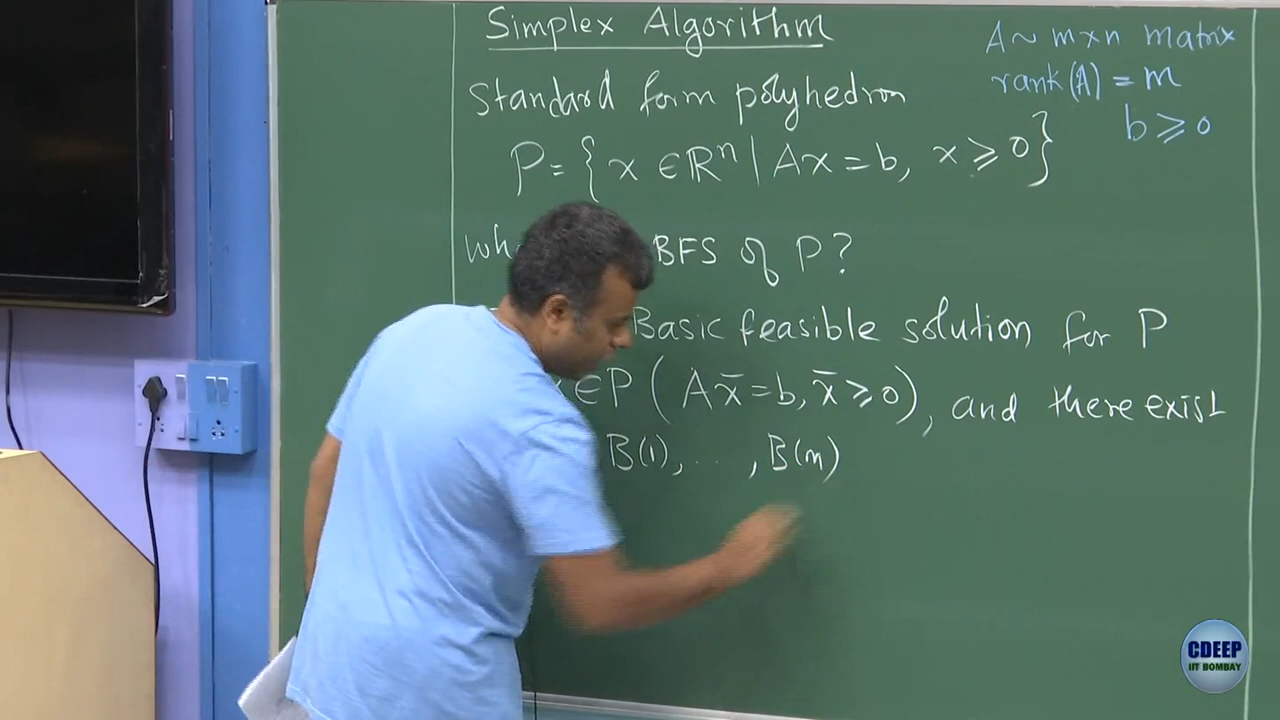 Simplex Algorithm
A ~ m×n matrix
rank(A) = m
b ⩾ 0
Standard form polyhedron
P = { x ∈ ℝⁿ | Ax = b, x ⩾ 0 }
BFS of P?
Basic feasible solution for P
∈ P ( Ax̄ = b, x̄ ⩾ 0 ), and there exist
B(1), ..., B(m)
CDEEP
IIT BOMBAY